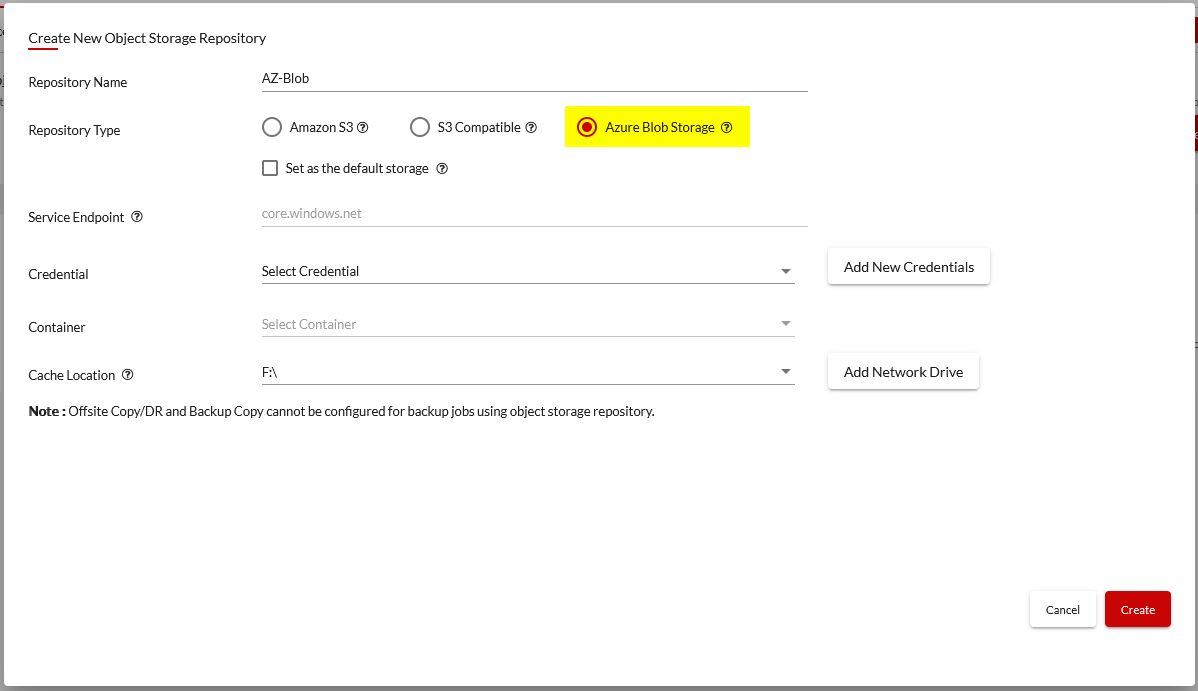 Create New Object Storage Repository
Repository Name AZ-Blob
Repository Type Amazon S3 S3 Compatible Azure Blob Storage
Set as the default storage
Service Endpoint core.windows.net
Credential Select Credential Add New Credentials
Container Select Container
Cache Location F:\ Add Network Drive
Note : Offsite Copy/DR and Backup Copy cannot be configured for backup jobs using object storage repository.
Cancel Create